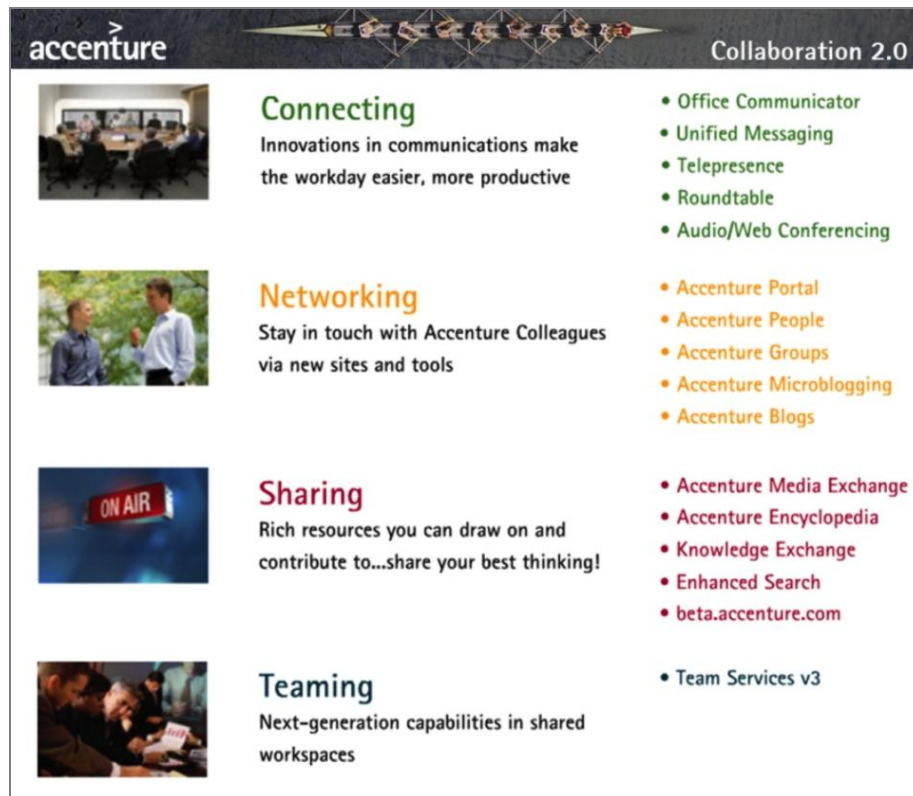 accenture
Collaboration 2.0
Connecting
Innovations in communications make
the workday easier, more productive
• Office Communicator
• Unified Messaging
• Telepresence
• Roundtable
• Audio/Web Conferencing
Networking
Stay in touch with Accenture Colleagues
via new sites and tools
• Accenture Portal
• Accenture People
• Accenture Groups
• Accenture Microblogging
• Accenture Blogs
ON AIR
Sharing
Rich resources you can draw on and
contribute to...share your best thinking!
• Accenture Media Exchange
• Accenture Encyclopedia
• Knowledge Exchange
• Enhanced Search
• beta.accenture.com
Teaming
Next-generation capabilities in shared
workspaces
• Team Services v3